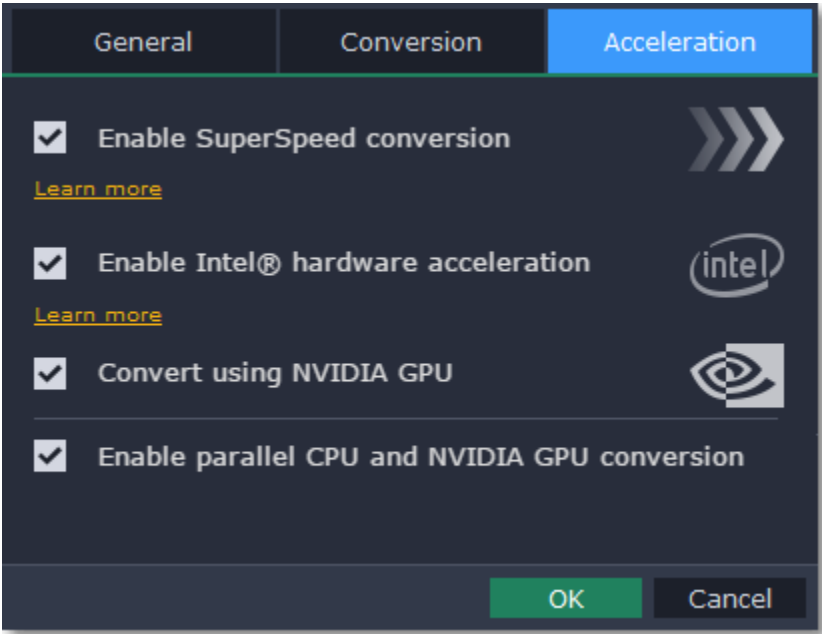 General Conversion Acceleration
Enable SuperSpeed conversion
Learn more
Enable Intel® hardware acceleration
intel
Learn more
Convert using NVIDIA GPU
Enable parallel CPU and NVIDIA GPU conversion
OK Cancel